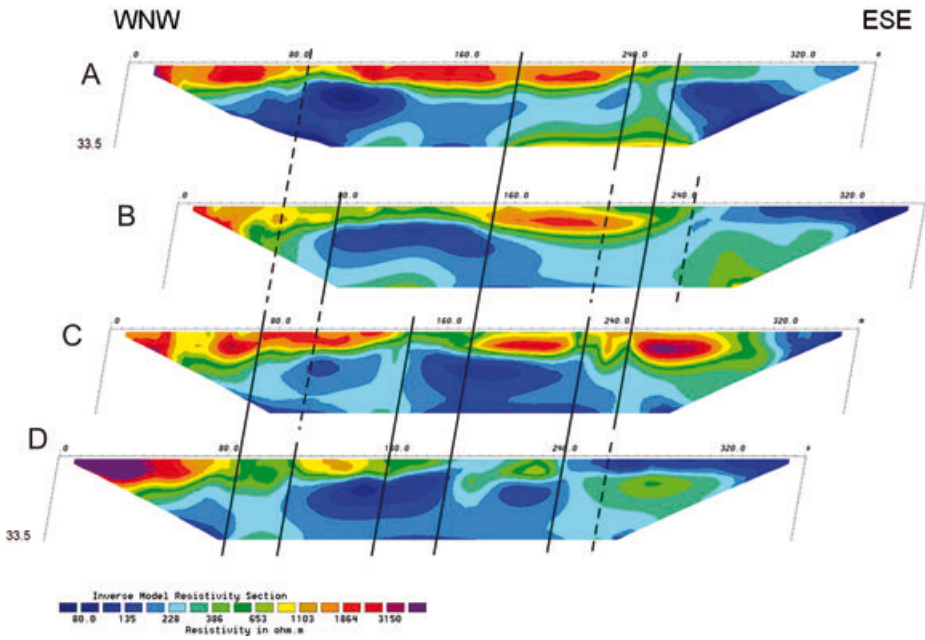 WNW ESE
0 80.0 160.0 240.0 320.0 m
A
33.5
0 80.0 160.0 240.0 320.0 m
B
0 80.0 160.0 240.0 320.0 m
C
D
.0 80.0 160.0 240.0 320.0 m
33.5
Inverse Model Resistivity Section
80.0 135 228 386 653 1103 1864 3150
Resistivity in ohm.m